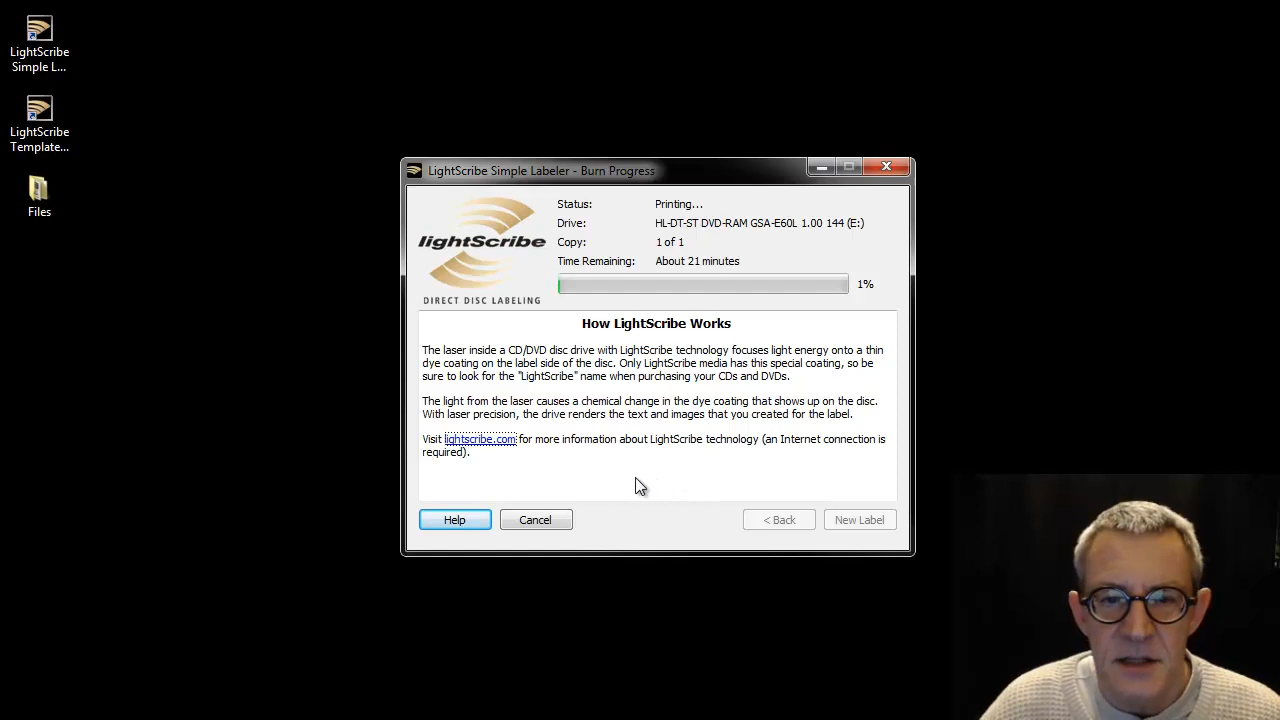 LightScribe
Simple L...
LightScribe
Template...
Files
LightScribe Simple Labeler - Burn Progress
lightScribe
DIRECT DISC LABELING
Status: Printing...
Drive: HL-DT-ST DVD-RAM GSA-E60L 1.00 144 (E:)
Copy: 1 of 1
Time Remaining: About 21 minutes
1%
How LightScribe Works
The laser inside a CD/DVD disc drive with LightScribe technology focuses light energy onto a thin
dye coating on the label side of the disc. Only LightScribe media has this special coating, so be
sure to look for the "LightScribe" name when purchasing your CDs and DVDs.
The light from the laser causes a chemical change in the dye coating that shows up on the disc.
With laser precision, the drive renders the text and images that you created for the label.
Visit lightscribe.com for more information about LightScribe technology (an Internet connection is
required).
Help Cancel < Back New Label